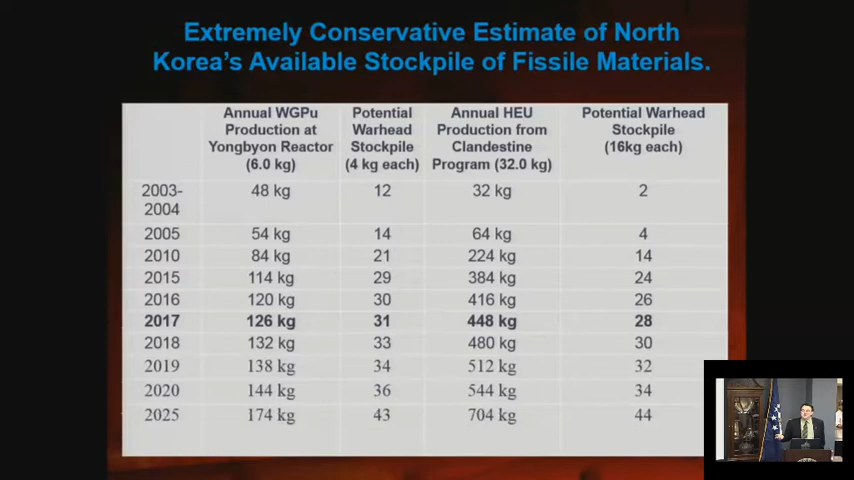 Extremely Conservative Estimate of North
Korea's Available Stockpile of Fissile Materials.
Annual WGPu Production at Yongbyon Reactor (6.0 kg) Potential Warhead Stockpile (4 kg each) Annual HEU Production from Clandestine Program (32.0 kg) Potential Warhead Stockpile (16kg each)
2003-2004 48 kg 12 32 kg 2
2005 54 kg 14 64 kg 4
2010 84 kg 21 224 kg 14
2015 114 kg 29 384 kg 24
2016 120 kg 30 416 kg 26
2017 126 kg 31 448 kg 28
2018 132 kg 33 480 kg 30
2019 138 kg 34 512 kg 32
2020 144 kg 36 544 kg 34
2025 174 kg 43 704 kg 44